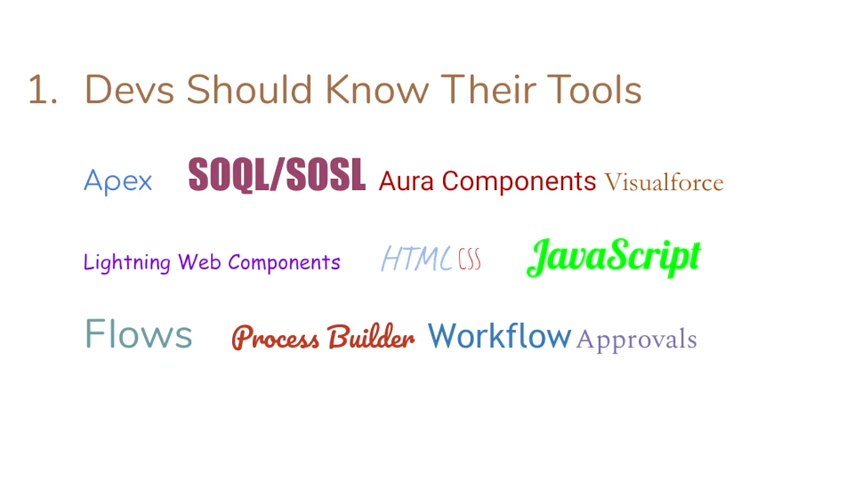 1. Devs Should Know Their Tools
Apex SOQL/SOSL Aura Components Visualforce
Lightning Web Components HTML CSS JavaScript
Flows Process Builder Workflow Approvals